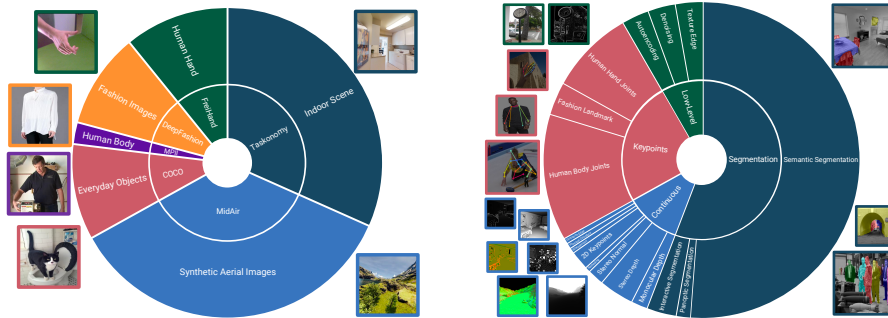 Human Hand
Fashion Images
Human Body
Everyday Objects
Indoor Scene
Synthetic Aerial Images
FreiHand
DeepFashion
MPII
COCO
Taskonomy
MidAir
Autoencoding
Denoising
Texture Edge
Human Hand Joints
Fashion Landmark
Human Body Joints
Low-Level
Keypoints
Continuous
Segmentation
Semantic Segmentation
2D Keypoints
Stereo Normal
Stereo Depth
Monocular Depth
Interactive Segmentation
Panoptic Segmentation